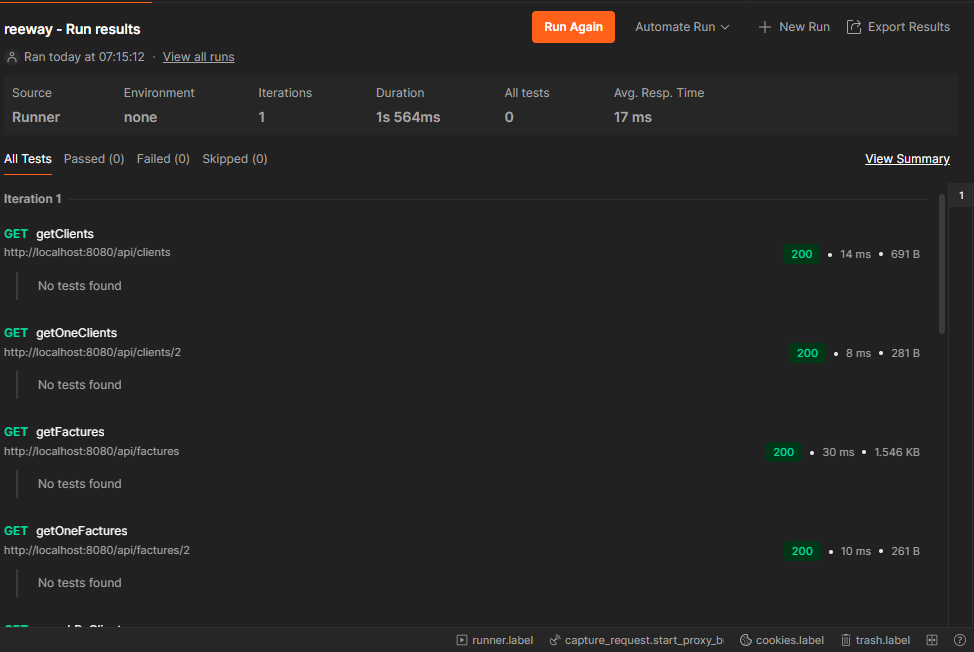 reeway - Run results
Run Again
Automate Run
New Run
Export Results
Ran today at 07:15:12 · View all runs
Source Environment Iterations Duration All tests Avg. Resp. Time
Runner none 1 1s 564ms 0 17 ms
All Tests Passed (0) Failed (0) Skipped (0) View Summary
Iteration 1
1
GET getClients
http://localhost:8080/api/clients
200 • 14 ms • 691 B
No tests found
GET getOneClients
http://localhost:8080/api/clients/2
200 • 8 ms • 281 B
No tests found
GET getFactures
http://localhost:8080/api/factures
200 • 30 ms • 1.546 KB
No tests found
GET getOneFactures
http://localhost:8080/api/factures/2
200 • 10 ms • 261 B
No tests found
GET
runner.label capture_request.start_proxy_b cookies.label trash.label